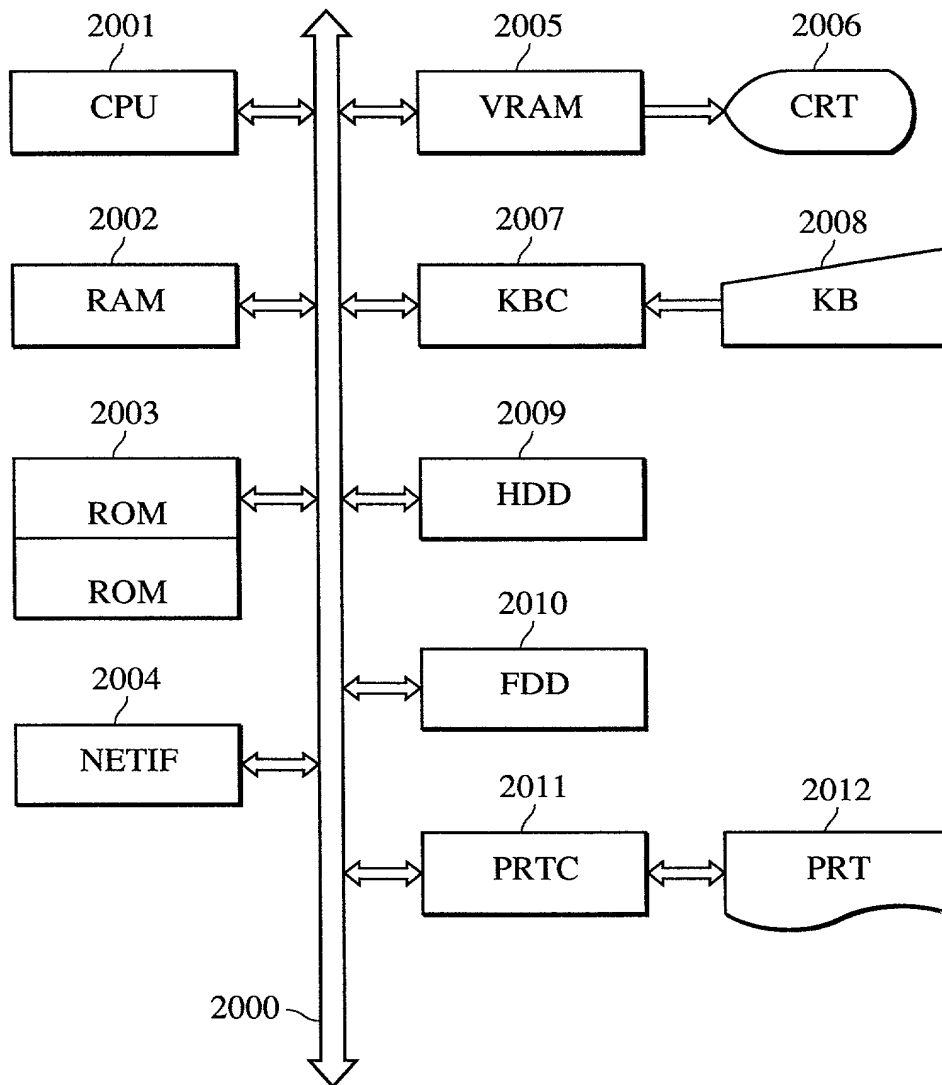 2001
CPU
2005
VRAM
2006
CRT
2002
RAM
2007
KBC
2008
KB
2003
ROM
ROM
2009
HDD
2010
FDD
2004
NETIF
2011
PRTC
2012
PRT
2000